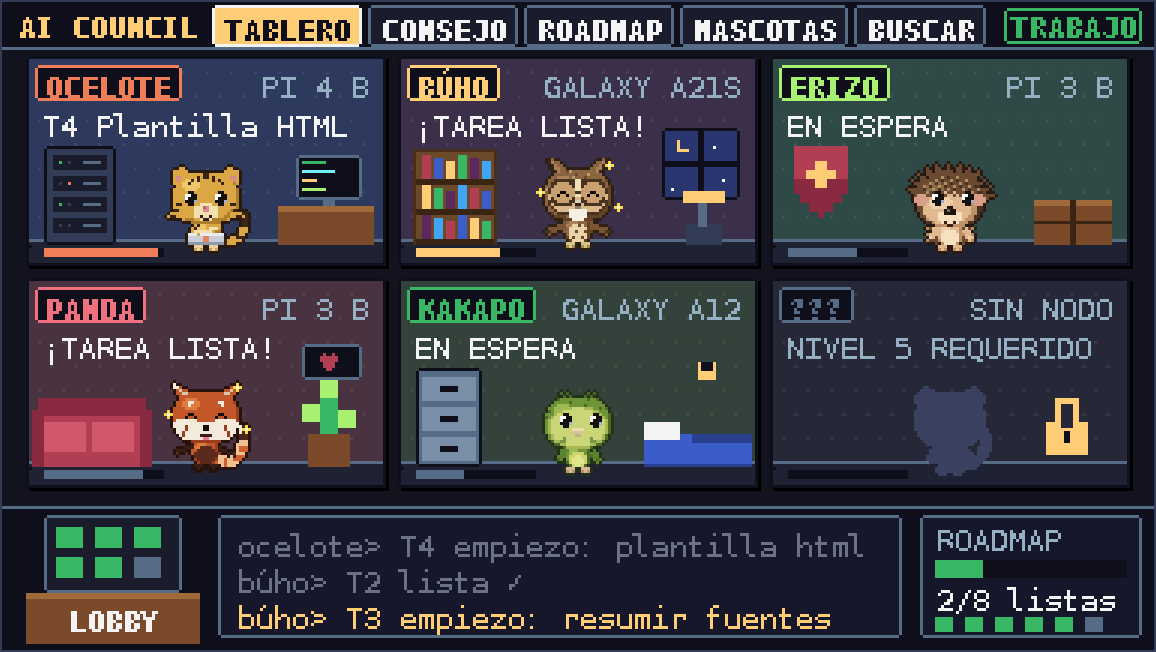 AI COUNCIL TABLERO CONSEJO ROADMAP MASCOTAS BUSCAR TRABAJO
OCELOTE PI 4 B
T4 Plantilla HTML
BÚHO GALAXY A21S
¡TAREA LISTA!
ERIZO PI 3 B
EN ESPERA
PANDA PI 3 B
¡TAREA LISTA!
KAKAPO GALAXY A12
EN ESPERA
??? SIN NODO
NIVEL 5 REQUERIDO
LOBBY
ocelote> T4 empiezo: plantilla html
búho> T2 lista ✓
búho> T3 empiezo: resumir fuentes
ROADMAP
2/8 listas